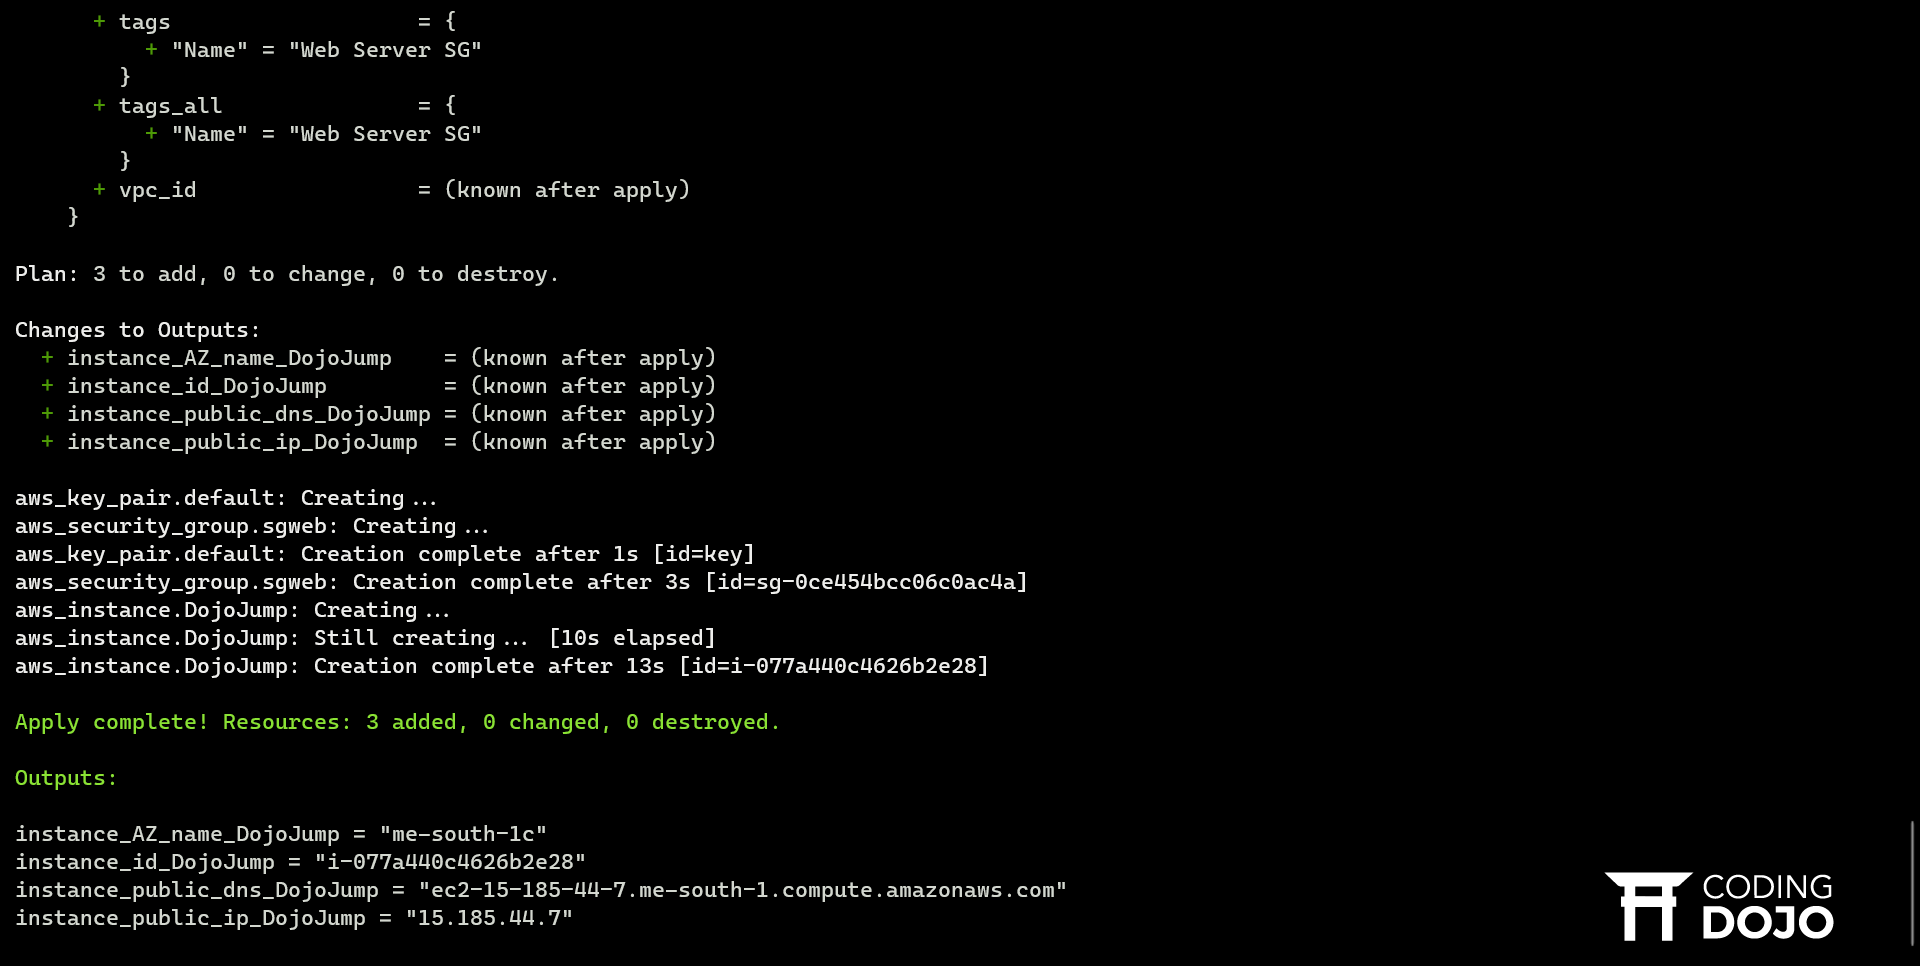 + tags = {
+ "Name" = "Web Server SG"
}
+ tags_all = {
+ "Name" = "Web Server SG"
}
+ vpc_id = (known after apply)
}
Plan: 3 to add, 0 to change, 0 to destroy.
Changes to Outputs:
+ instance_AZ_name_DojoJump = (known after apply)
+ instance_id_DojoJump = (known after apply)
+ instance_public_dns_DojoJump = (known after apply)
+ instance_public_ip_DojoJump = (known after apply)
aws_key_pair.default: Creating...
aws_security_group.sgweb: Creating...
aws_key_pair.default: Creation complete after 1s [id=key]
aws_security_group.sgweb: Creation complete after 3s [id=sg-0ce454bcc06c0ac4a]
aws_instance.DojoJump: Creating...
aws_instance.DojoJump: Still creating... [10s elapsed]
aws_instance.DojoJump: Creation complete after 13s [id=i-077a440c4626b2e28]
Apply complete! Resources: 3 added, 0 changed, 0 destroyed.
Outputs:
instance_AZ_name_DojoJump = "me-south-1c"
instance_id_DojoJump = "i-077a440c4626b2e28"
instance_public_dns_DojoJump = "ec2-15-185-44-7.me-south-1.compute.amazonaws.com"
instance_public_ip_DojoJump = "15.185.44.7"
CODING
DOJO